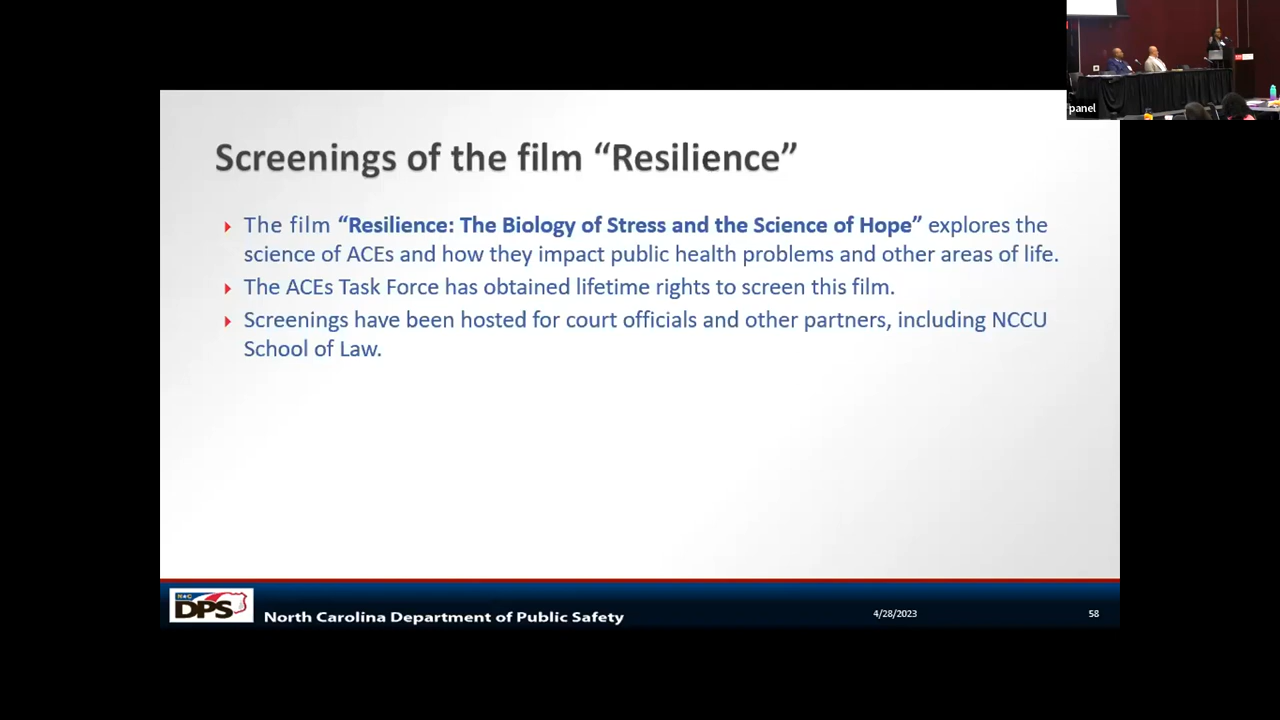 panel
Screenings of the film “Resilience”
The film “Resilience: The Biology of Stress and the Science of Hope” explores the
science of ACEs and how they impact public health problems and other areas of life.
The ACEs Task Force has obtained lifetime rights to screen this film.
Screenings have been hosted for court officials and other partners, including NCCU
School of Law.
N★C
DPS
North Carolina Department of Public Safety
4/28/2023
58